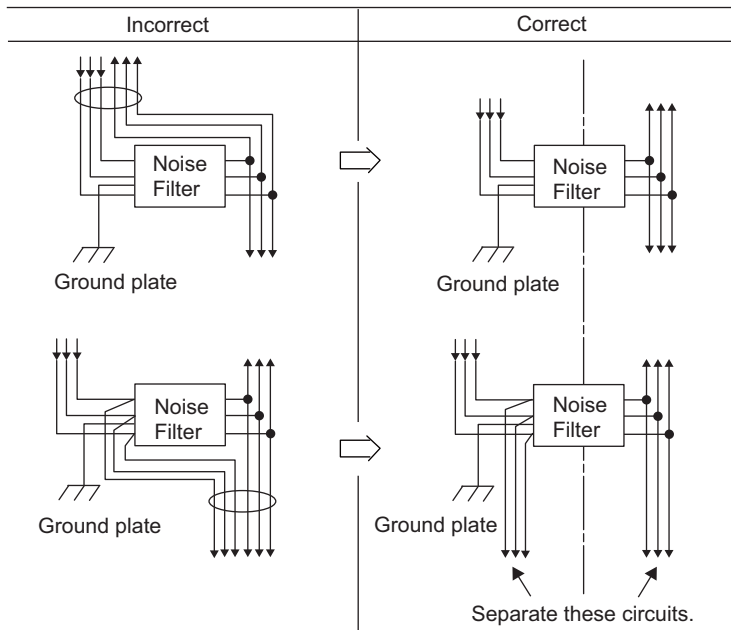 Incorrect
Correct
Noise
Filter
Ground plate
Noise
Filter
Ground plate
Noise
Filter
Ground plate
Noise
Filter
Ground plate
Separate these circuits.